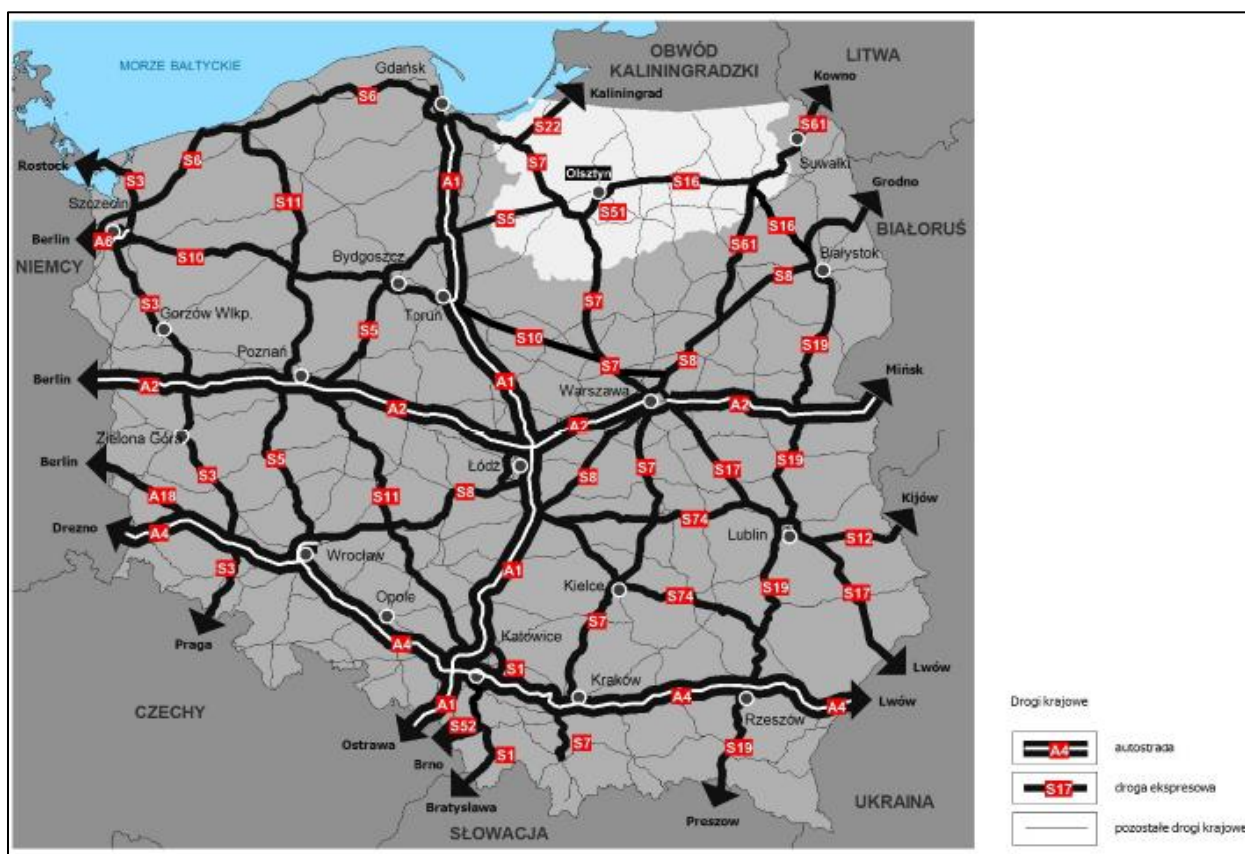 OBWÓD
KALININGRADZKI
LITWA
MORZE BAŁTYCKIE
Gdańsk
Kowno
Kaliningrad
S6
S22
S61
Suwałki
Rostock
S6
S7
Olsztyn
S3
A1
S16
Grodno
Szczecin
S11
S51
S5
S16
BIAŁORUŚ
Berlin
A6
S61
NIEMCY
S10
Bydgoszcz
S8
Białystok
S3
S7
Gorzów Wlkp.
Toruń
S5
S10
S19
Poznań
S7
S8
Mińsk
Berlin
A2
A1
Warszawa
A2
A2
A2
Zielona Góra
Berlin
S3
S5
Łódź
S8
S7
S17
S19
A18
S11
S8
Kijów
Drezno
A4
S74
Lublin
S12
Wrocław
S3
A1
Kielce
S19
S17
Opole
S74
Praga
A4
S7
Katowice
S1
Lwów
Kraków
A4
A4
Lwów
CZECHY
A1
Rzeszów
S52
Ostrawa
S7
S19
Brno
S1
Bratysława
Preszow
SŁOWACJA
UKRAINA
Drogi krajowe
A4
autostrada
S17
droga ekspresowa
pozostałe drogi krajowe